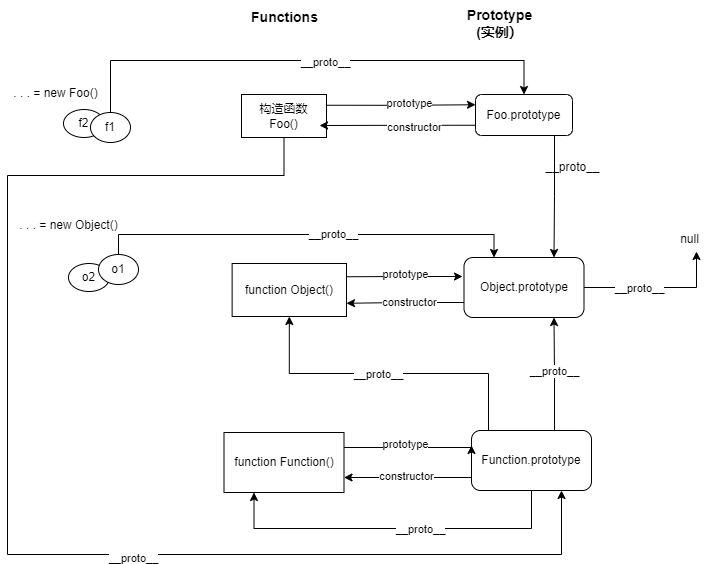 Functions
Prototype
(实例）
__proto__
. . . = new Foo()
f2
f1
构造函数
Foo()
prototype
constructor
Foo.prototype
__proto__
. . . = new Object()
__proto__
o2
o1
function Object()
prototype
constructor
Object.prototype
__proto__
null
__proto__
__proto__
function Function()
prototype
constructor
Function.prototype
__proto__
__proto__